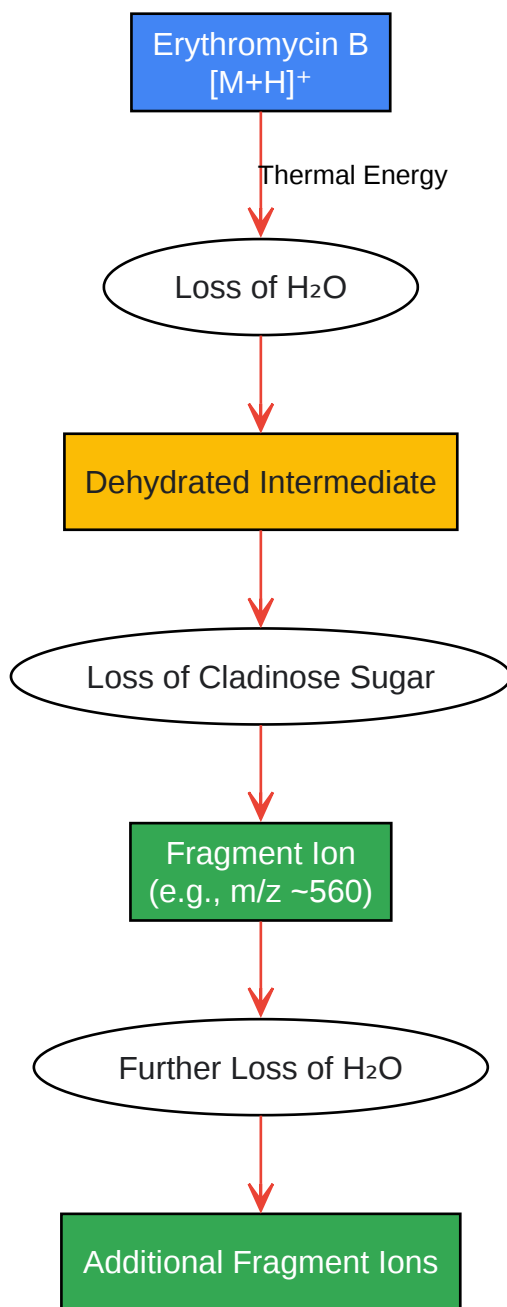 Erythromycin B
[M+H]⁺
Thermal Energy
Loss of H₂O
Dehydrated Intermediate
Loss of Cladinose Sugar
Fragment Ion
(e.g., m/z ~560)
Further Loss of H₂O
Additional Fragment Ions